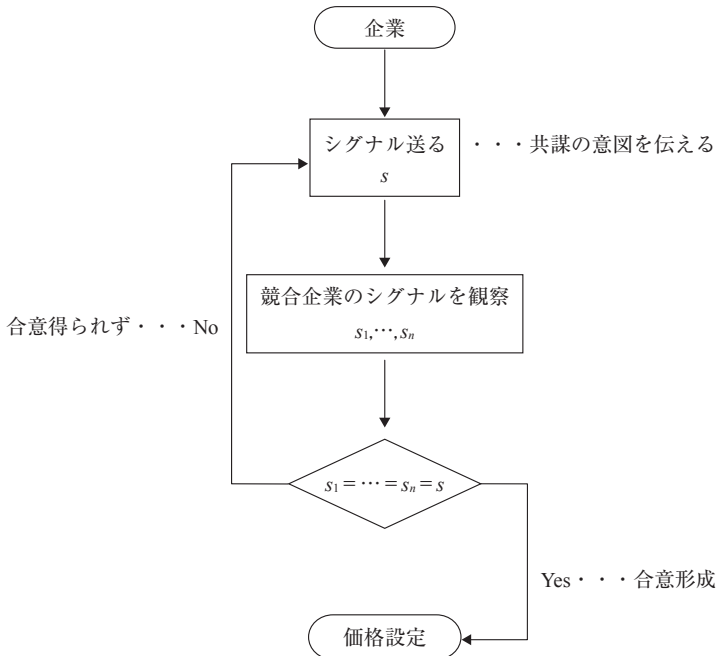 企業
シグナル送る
s
・・・共謀の意図を伝える
競合企業のシグナルを観察
s₁,…,sₙ
合意得られず・・・No
s₁=…=sₙ=s
Yes・・・合意形成
価格設定